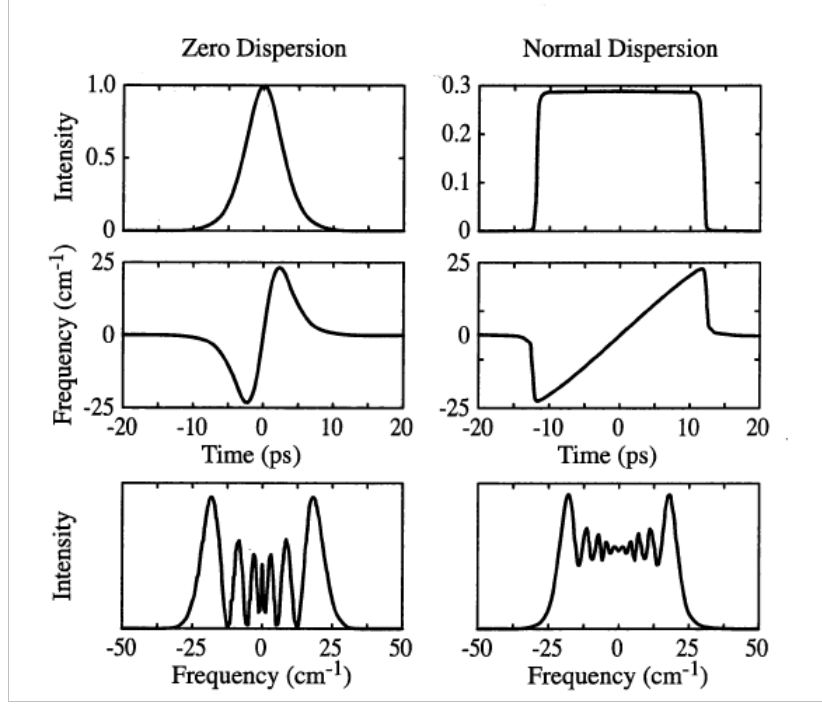 Zero Dispersion
Normal Dispersion
1.0
0.5
0
Intensity
0.3
0.2
0.1
0
25
0
-25
Frequency (cm-1)
25
0
-25
-20 -10 0 10 20
Time (ps)
-20 -10 0 10 20
Time (ps)
Intensity
-50 -25 0 25 50
Frequency (cm-1)
-50 -25 0 25 50
Frequency (cm-1)